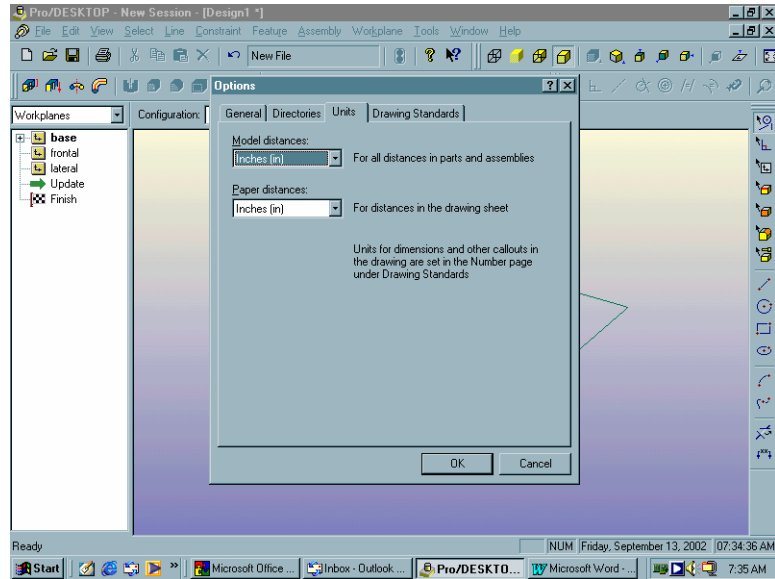 Pro/DESKTOP - New Session - [Design1 *]
File Edit View Select Line Constraint Feature Assembly Workplane Tools Window Help
New File
Options
Workplanes
Configuration:
General Directories Units Drawing Standards
base
frontal
lateral
Update
Finish
Model distances:
Inches (in) For all distances in parts and assemblies
Paper distances:
Inches (in) For distances in the drawing sheet
Units for dimensions and other callouts in
the drawing are set in the Number page
under Drawing Standards
OK Cancel
Ready NUM Friday, September 13, 2002 07:34:36 AM
Start » Microsoft Office ... Inbox - Outlook ... Pro/DESKTO... Microsoft Word - ... 7:35 AM